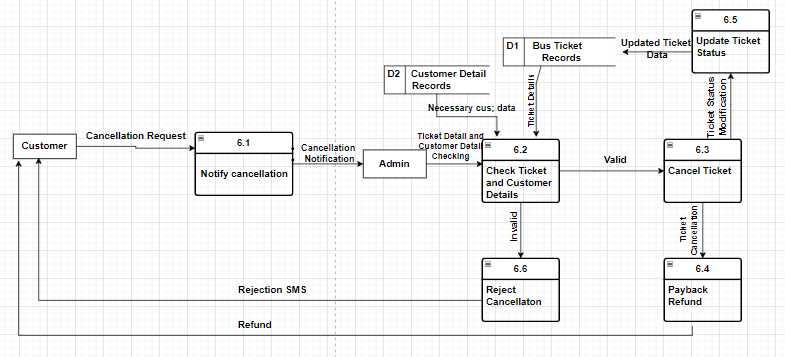 6.5
Update Ticket
Status
D1
Bus Ticket
Records
Updated Ticket
Data
D2
Customer Detail
Records
Necessary cus; data
Ticket Details
Ticket Status
Modification
Customer
Cancellation Request
6.1
Notify cancellation
Cancellation
Notification
Admin
Ticket Detail and
Customer Detail
Checking
6.2
Check Ticket
and Customer
Details
Valid
6.3
Cancel Ticket
Invalid
Ticket
Cancellation
6.6
Reject
Cancellaton
6.4
Payback
Refund
Rejection SMS
Refund